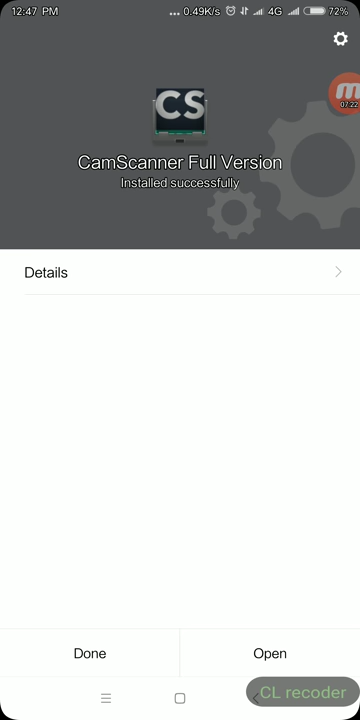 12:47 PM ... 0.49K/s 4G 72%
CS
07:22
CamScanner Full Version
Installed successfully
Details
Done Open
CL recoder